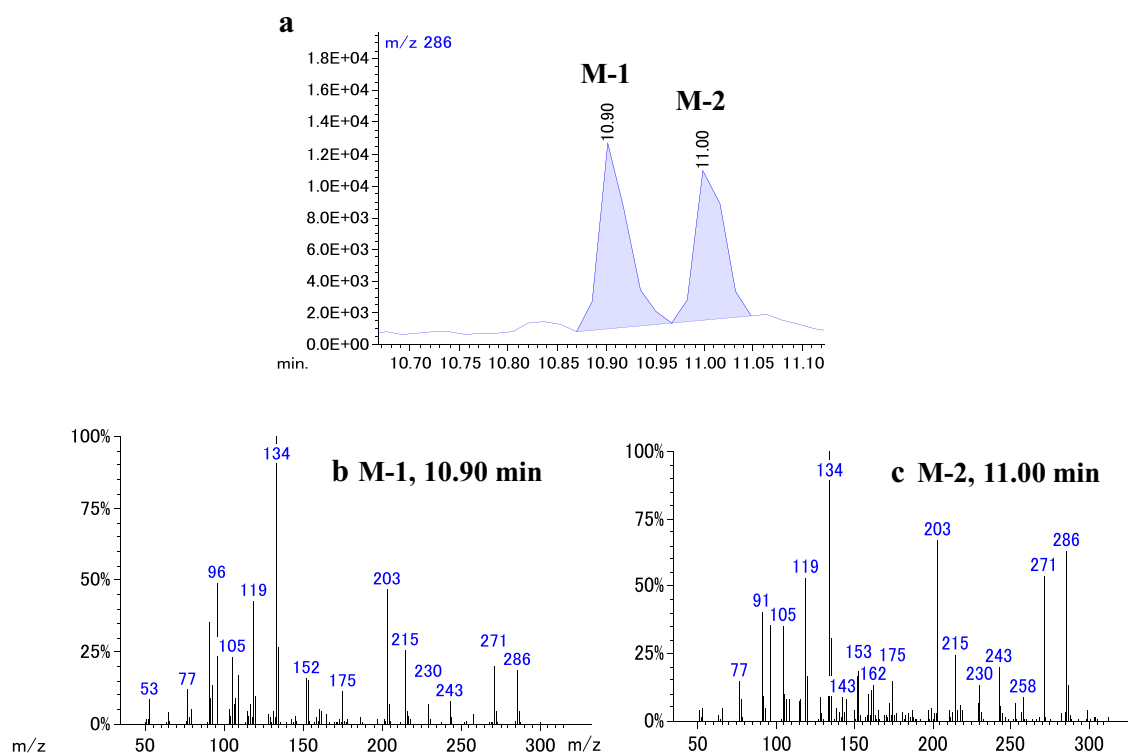 a
m/z 286
1.8E+04
1.6E+04
1.4E+04
1.2E+04
1.0E+04
8.0E+03
6.0E+03
4.0E+03
2.0E+03
0.0E+00
M-1
10.90
M-2
11.00
min.
10.70 10.75 10.80 10.85 10.90 10.95 11.00 11.05 11.10
b M-1, 10.90 min
100%
75%
50%
25%
0%
53
77
96
105
119
134
152
175
203
215
230
243
271
286
m/z
50 100 150 200 250 300
m/z
c M-2, 11.00 min
100%
75%
50%
25%
0%
77
91
105
119
134
143
153
162
175
203
215
230
243
258
271
286
50 100 150 200 250 300